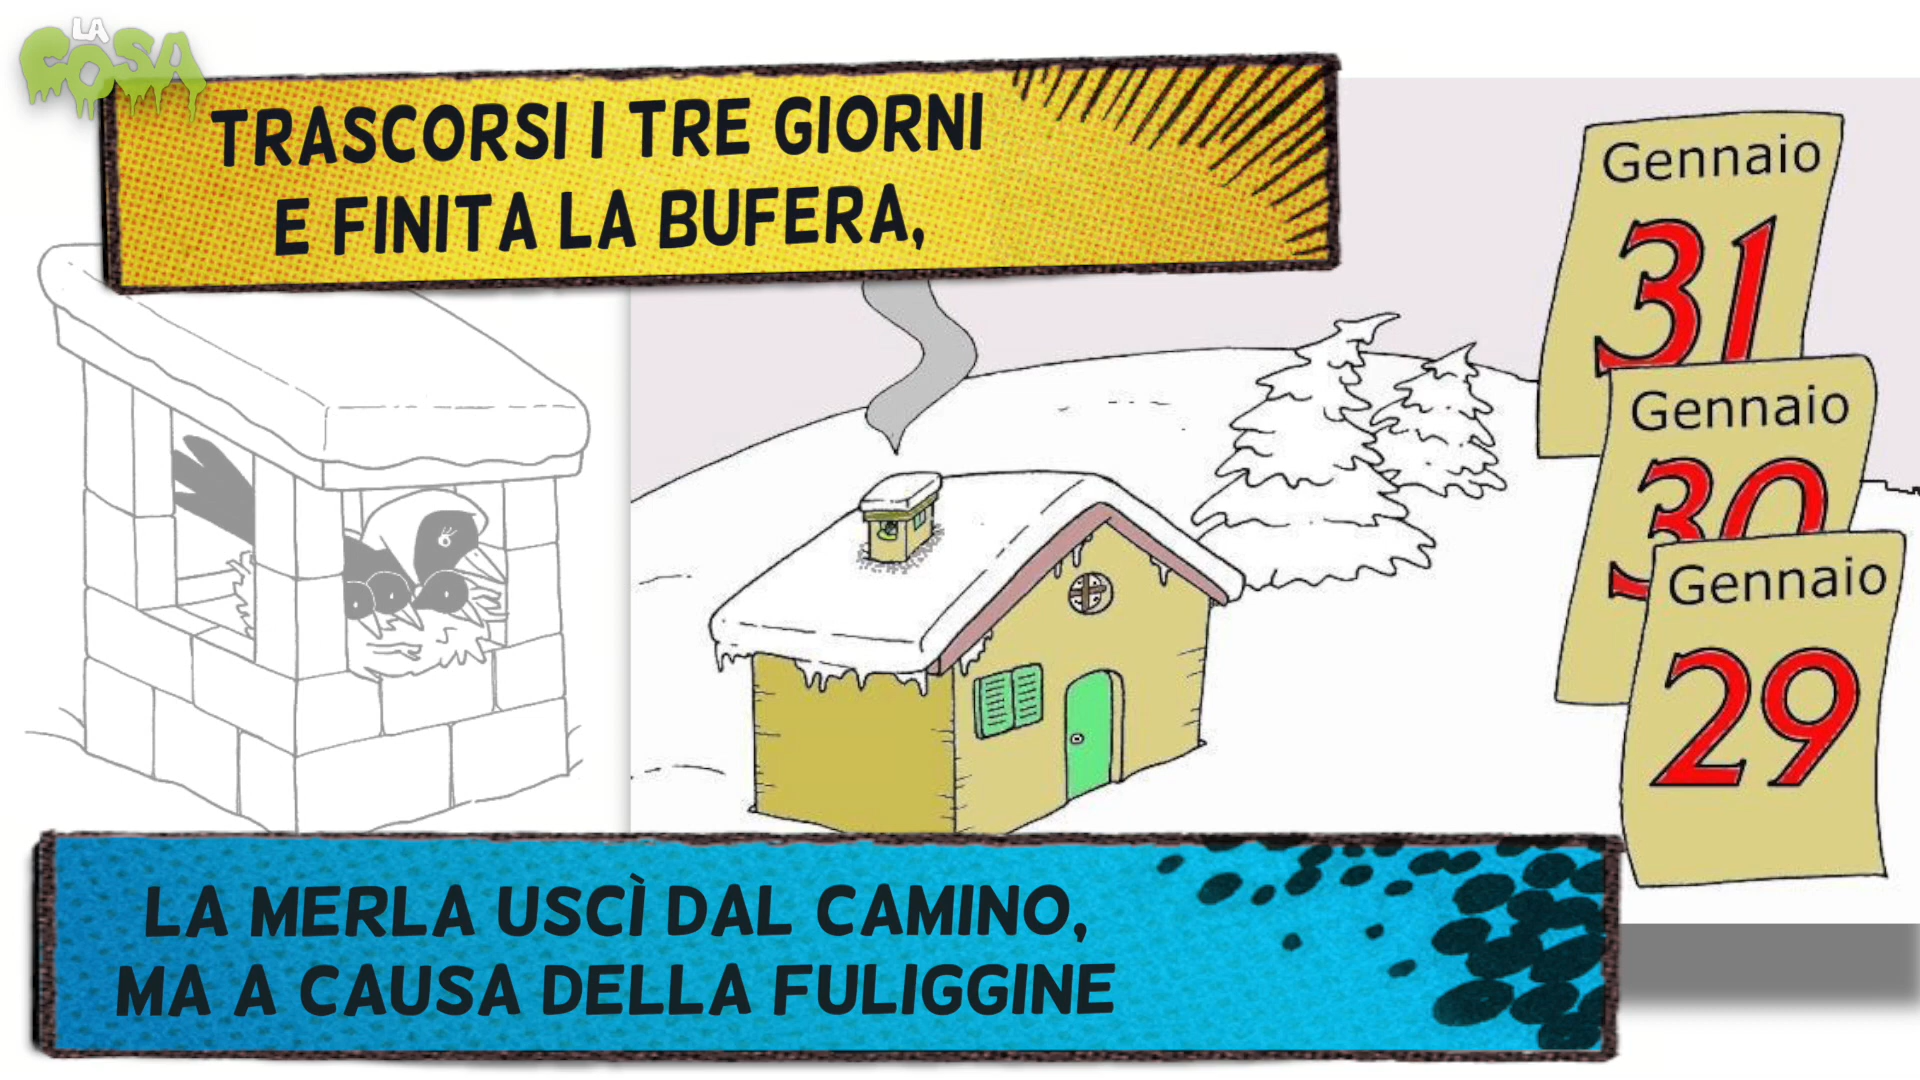 LA
COSA
TRASCORSI I TRE GIORNI
E FINITA LA BUFERA,
Gennaio
31
Gennaio
30
Gennaio
29
LA MERLA USCÌ DAL CAMINO,
MA A CAUSA DELLA FULIGGINE